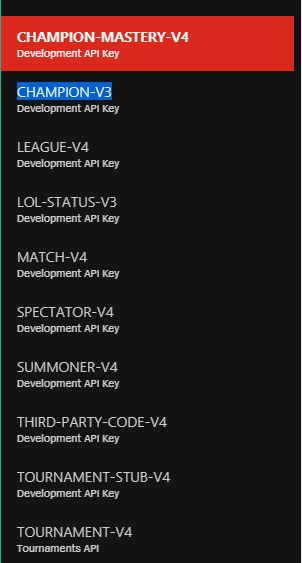 CHAMPION-MASTERY-V4
Development API Key
CHAMPION-V3
Development API Key
LEAGUE-V4
Development API Key
LOL-STATUS-V3
Development API Key
MATCH-V4
Development API Key
SPECTATOR-V4
Development API Key
SUMMONER-V4
Development API Key
THIRD-PARTY-CODE-V4
Development API Key
TOURNAMENT-STUB-V4
Development API Key
TOURNAMENT-V4
Tournaments API